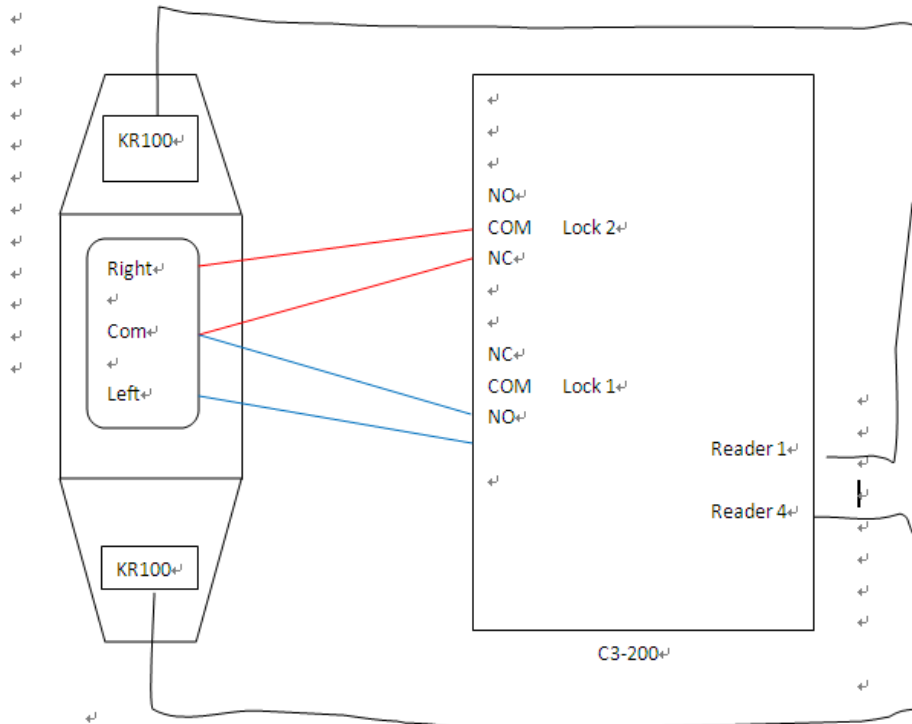 KR100
Right
Com
Left
KR100
NO
COM Lock 2
NC
NC
COM Lock 1
NO
Reader 1
Reader 4
C3-200